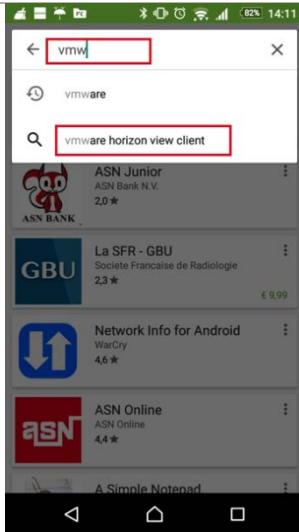 82% 14:11
vmw
vmware
vmware horizon view client
ASN Junior
ASN Bank N.V.
2,0★
ASN BANK
La SFR - GBU
Societe Francaise de Radiologie
2,3★
€ 9,99
GBU
Network Info for Android
WarCry
4,6★
ASN Online
ASN Online
4,4★
asn
A Simple Notepad